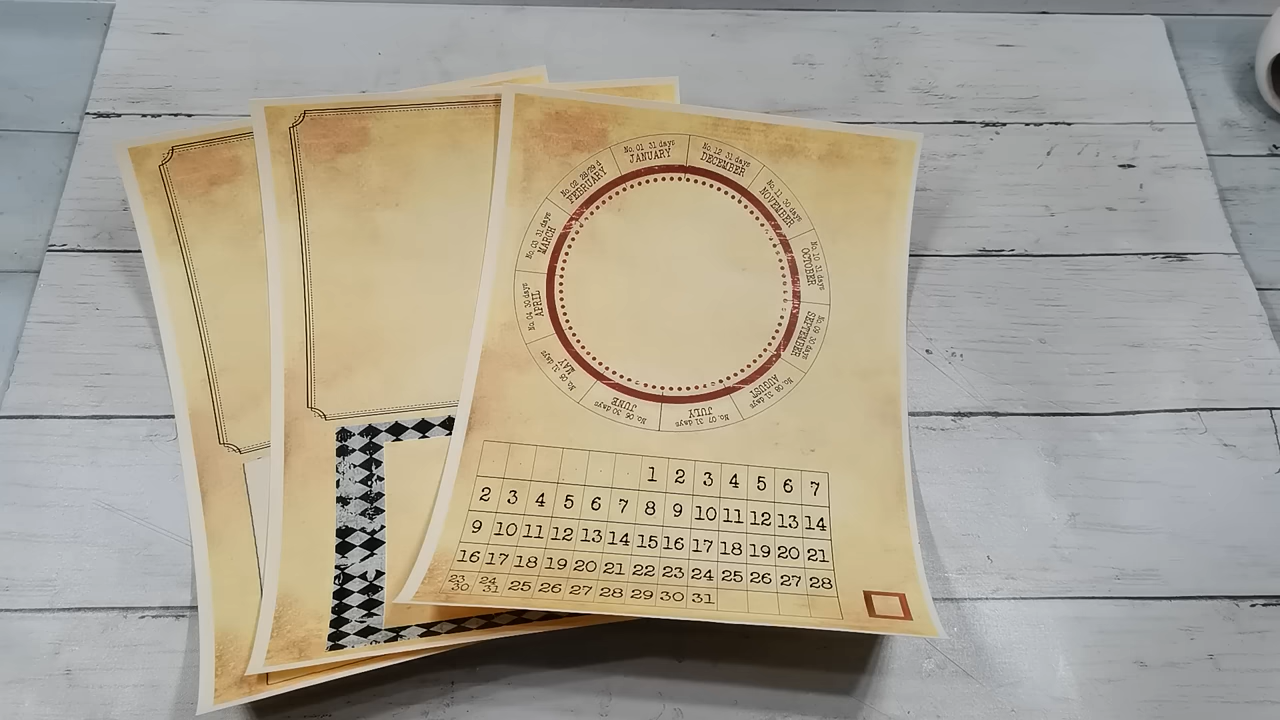 No. 01 31 days
JANUARY
No. 12 31 days
DECEMBER
No. 11 30 days
NOVEMBER
No. 10 31 days
OCTOBER
No. 09 30 days
SEPTEMBER
No. 08 31 days
AUGUST
No. 07 31 days
JULY
No. 06 30 days
JUNE
No. 05 31 days
MAY
No. 04 30 days
APRIL
No. 03 31 days
MARCH
No. 02 28/29 d
FEBRUARY
1 2 3 4 5 6 7
2 3 4 5 6 7 8 9 10 11 12 13 14
9 10 11 12 13 14 15 16 17 18 19 20 21
16 17 18 19 20 21 22 23 24 25 26 27 28
23/30 24/31 25 26 27 28 29 30 31